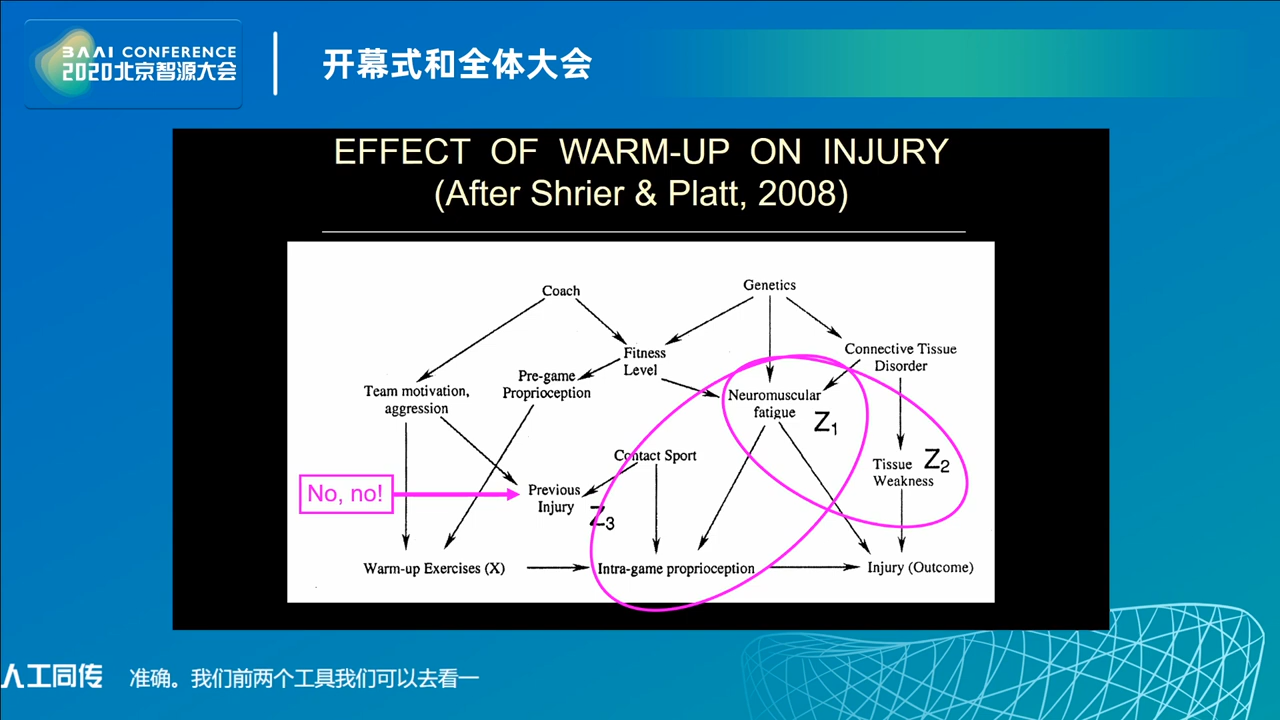 BAAI CONFERENCE
2020北京智源大会
开幕式和全体大会
EFFECT OF WARM-UP ON INJURY
(After Shrier & Platt, 2008)
Coach
Genetics
Fitness
Level
Connective Tissue
Disorder
Pre-game
Proprioception
Team motivation,
aggression
Neuromuscular
fatigue
Z1
Contact Sport
Tissue
Weakness
Z2
No, no!
Previous
Injury
Z3
Warm-up Exercises (X)
Intra-game proprioception
Injury (Outcome)
人工同传
准确。我们前两个工具我们可以去看一